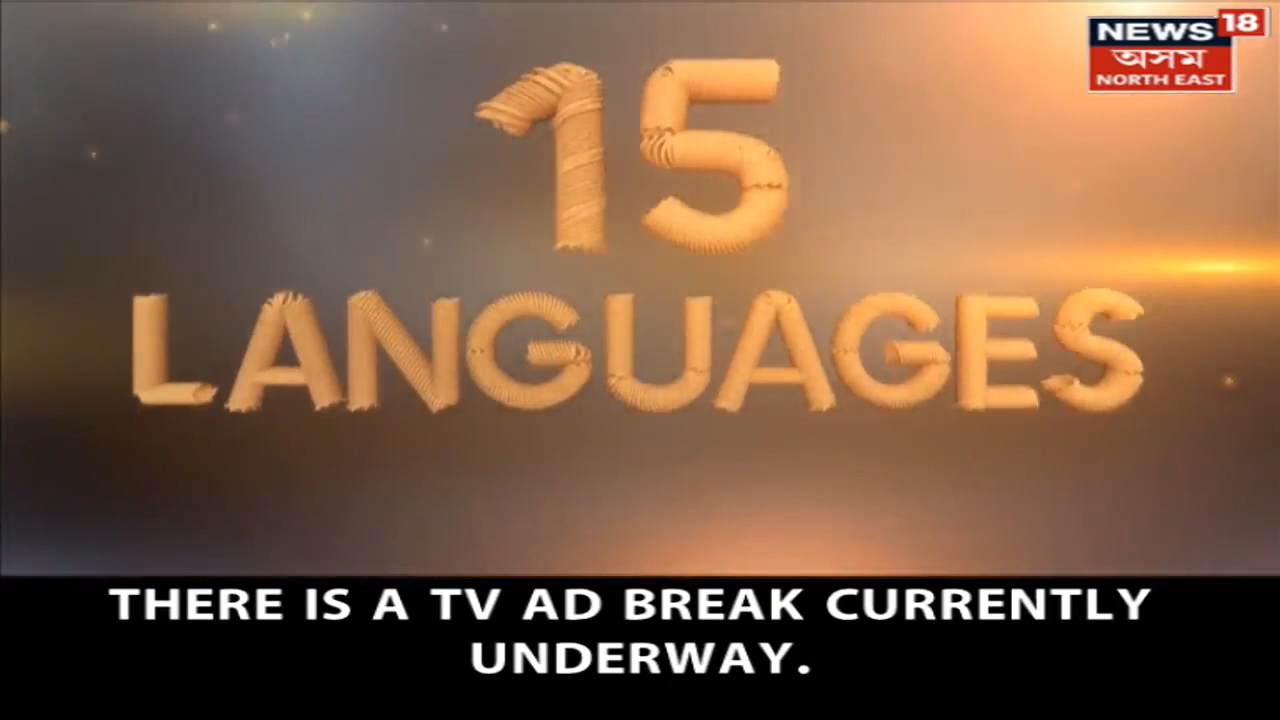 NEWS 18
অসম
NORTH EAST
15
LANGUAGES
THERE IS A TV AD BREAK CURRENTLY
UNDERWAY.